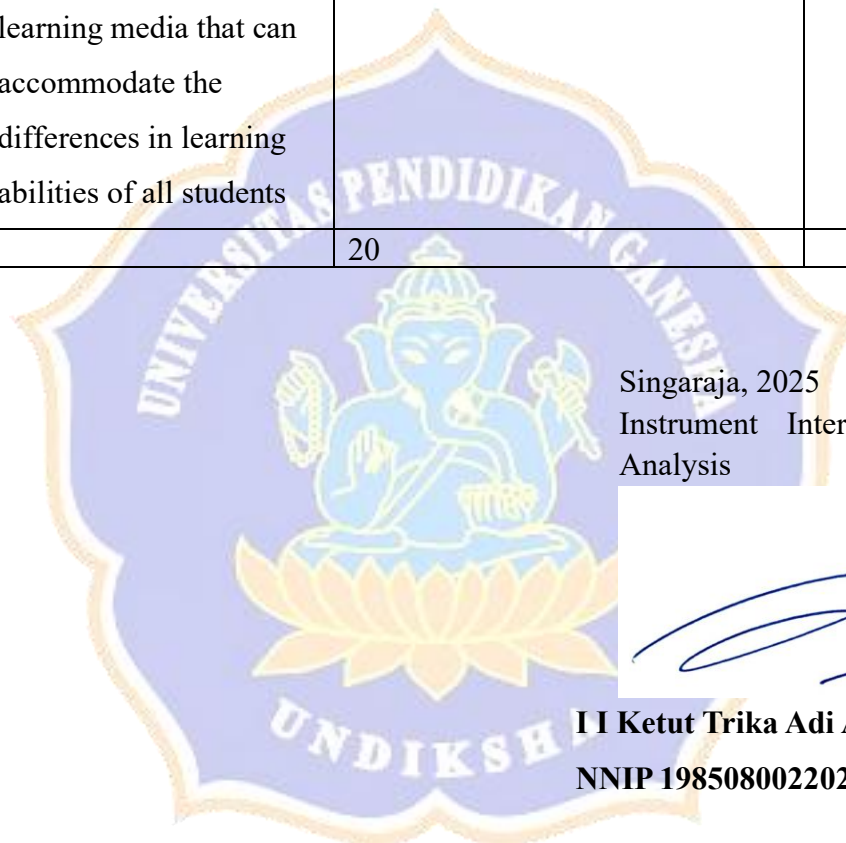 learning media that can
accommodate the
differences in learning
abilities of all students
20
UNIVERSITAS PENDIDIKAN GANESHA
UNDIKSHA
Singaraja, 2025
Instrument Inter
Analysis
I I Ketut Trika Adi
NNIP 198508002202